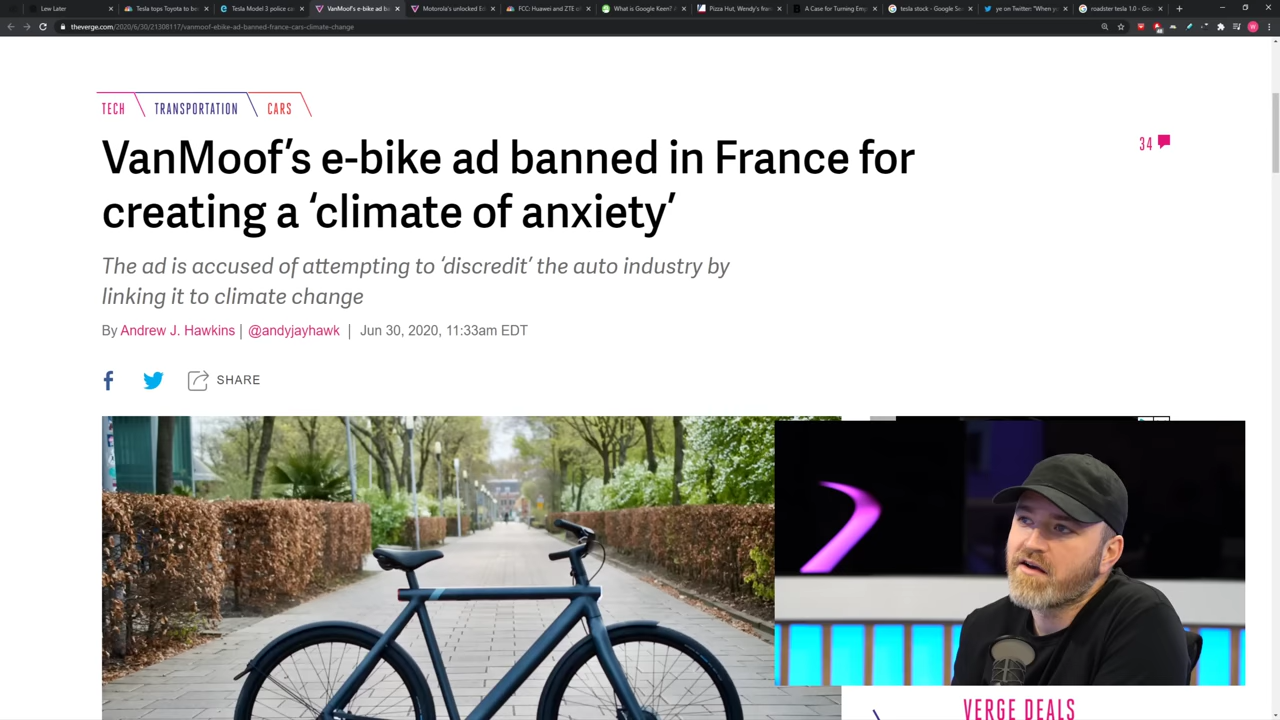 Lew Later
Tesla tops Toyota to be
Tesla Model 3 police ca
VanMoof's e-bike ad ba
Motorola's unlocked Ed
FCC: Huawei and ZTE
What is Google Keen?
Pizza Hut, Wendy's fran
A Case for Turning Emp
tesla stock - Google Se
ye on Twitter: "When y
roadster tesla 1.0 - Goo
theverge.com/2020/6/30/21308117/vanmoof-ebike-ad-banned-france-cars-climate-change
TECH TRANSPORTATION CARS
VanMoof's e-bike ad banned in France for
creating a ‘climate of anxiety’
34
The ad is accused of attempting to ‘discredit’ the auto industry by
linking it to climate change
By Andrew J. Hawkins | @andyjayhawk | Jun 30, 2020, 11:33am EDT
SHARE
VERGE DEALS